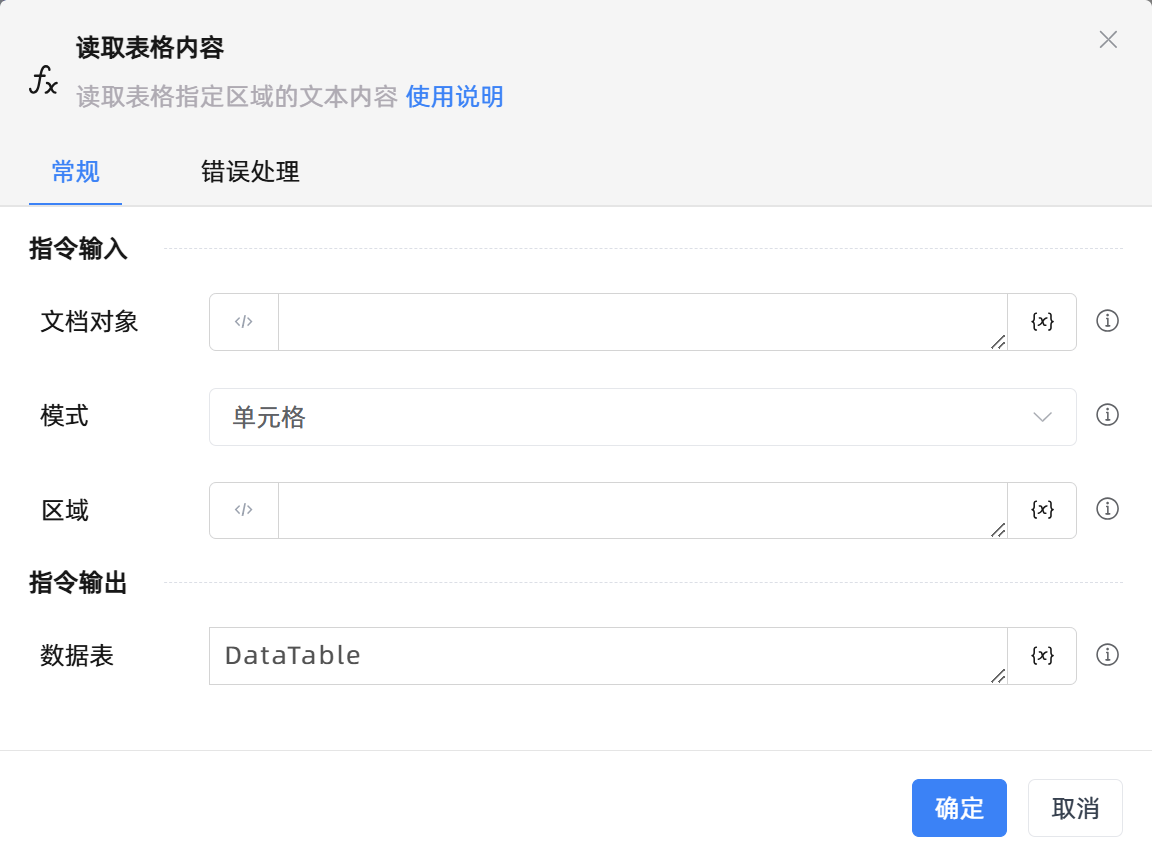 读取表格内容
fx
读取表格指定区域的文本内容 使用说明
常规 错误处理
指令输入
文档对象 </> {x}
模式 单元格
区域 </> {x}
指令输出
数据表 DataTable {x}
确定 取消